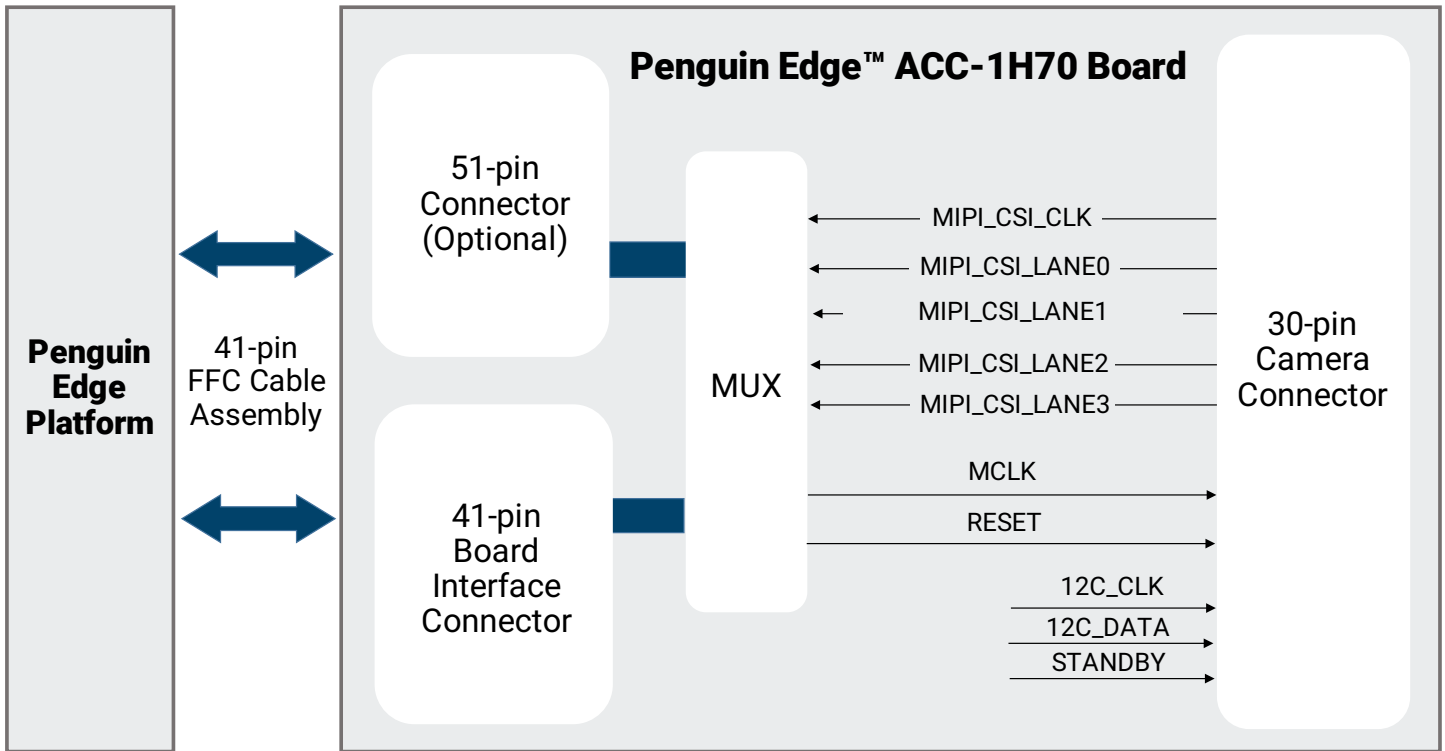 Penguin Edge™ ACC-1H70 Board
51-pin
Connector
(Optional)
MIPI_CSI_CLK
MIPI_CSI_LANE0
MIPI_CSI_LANE1
MIPI_CSI_LANE2
MIPI_CSI_LANE3
Penguin
Edge
Platform
41-pin
FFC Cable
Assembly
MUX
30-pin
Camera
Connector
MCLK
RESET
41-pin
Board
Interface
Connector
12C_CLK
12C_DATA
STANDBY